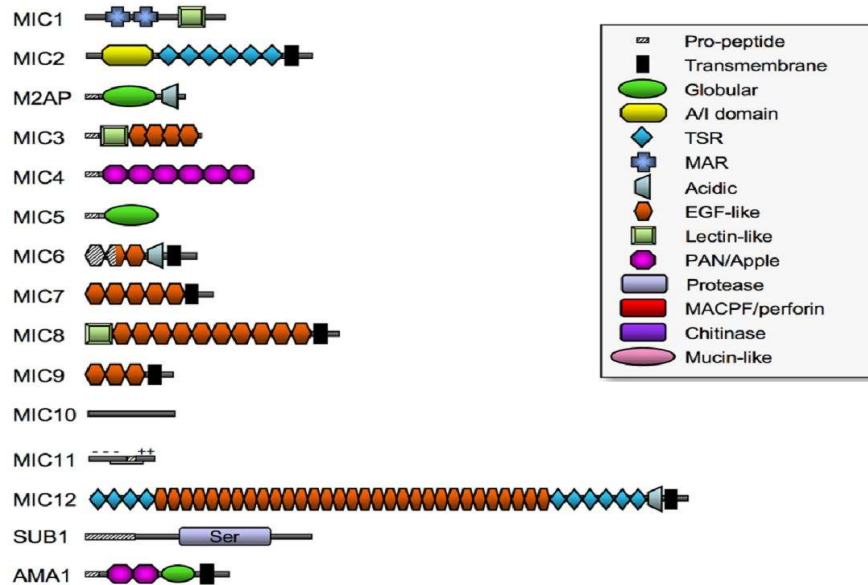 MIC1
MIC2
M2AP
MIC3
MIC4
MIC5
MIC6
MIC7
MIC8
MIC9
MIC10
MIC11
- - - ++
MIC12
SUB1
Ser
AMA1
Pro-peptide
Transmembrane
Globular
A/I domain
TSR
MAR
Acidic
EGF-like
Lectin-like
PAN/Apple
Protease
MACPF/perforin
Chitinase
Mucin-like